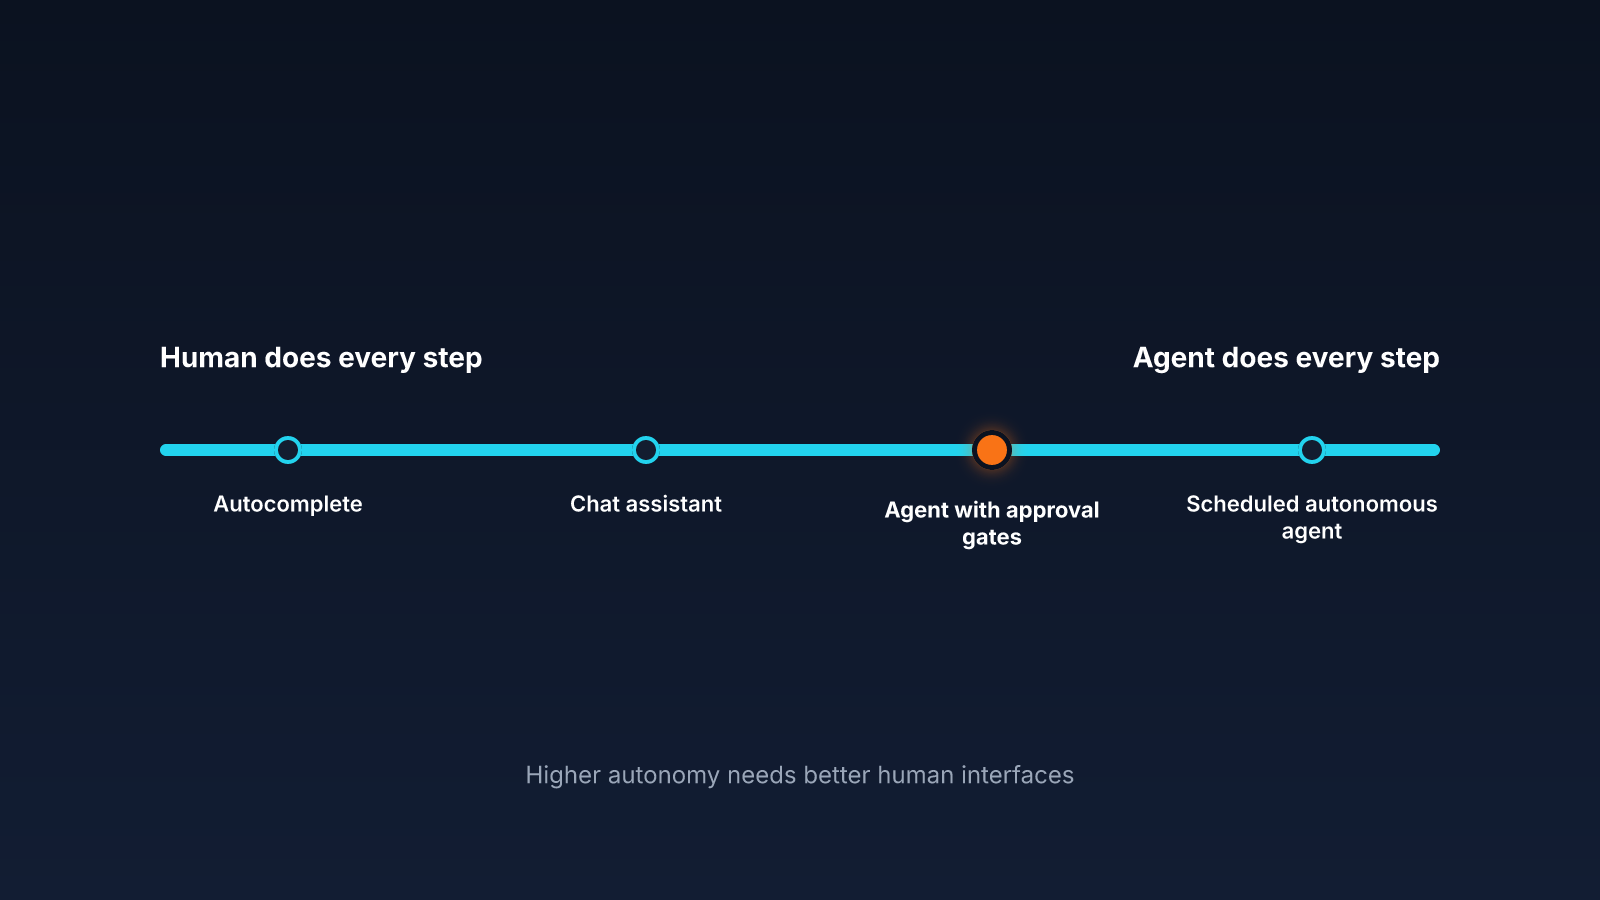 Human does every step
Agent does every step
Autocomplete
Chat assistant
Agent with approval
gates
Scheduled autonomous
agent
Higher autonomy needs better human interfaces